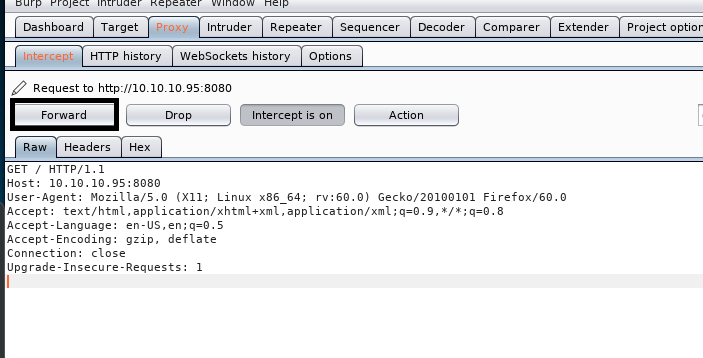 Burp Project Intruder Repeater Window Help
Dashboard Target Proxy Intruder Repeater Sequencer Decoder Comparer Extender Project option
Intercept HTTP history WebSockets history Options
Request to http://10.10.10.95:8080
Forward Drop Intercept is on Action
Raw Headers Hex
GET / HTTP/1.1
Host: 10.10.10.95:8080
User-Agent: Mozilla/5.0 (X11; Linux x86_64; rv:60.0) Gecko/20100101 Firefox/60.0
Accept: text/html,application/xhtml+xml,application/xml;q=0.9,*/*;q=0.8
Accept-Language: en-US,en;q=0.5
Accept-Encoding: gzip, deflate
Connection: close
Upgrade-Insecure-Requests: 1